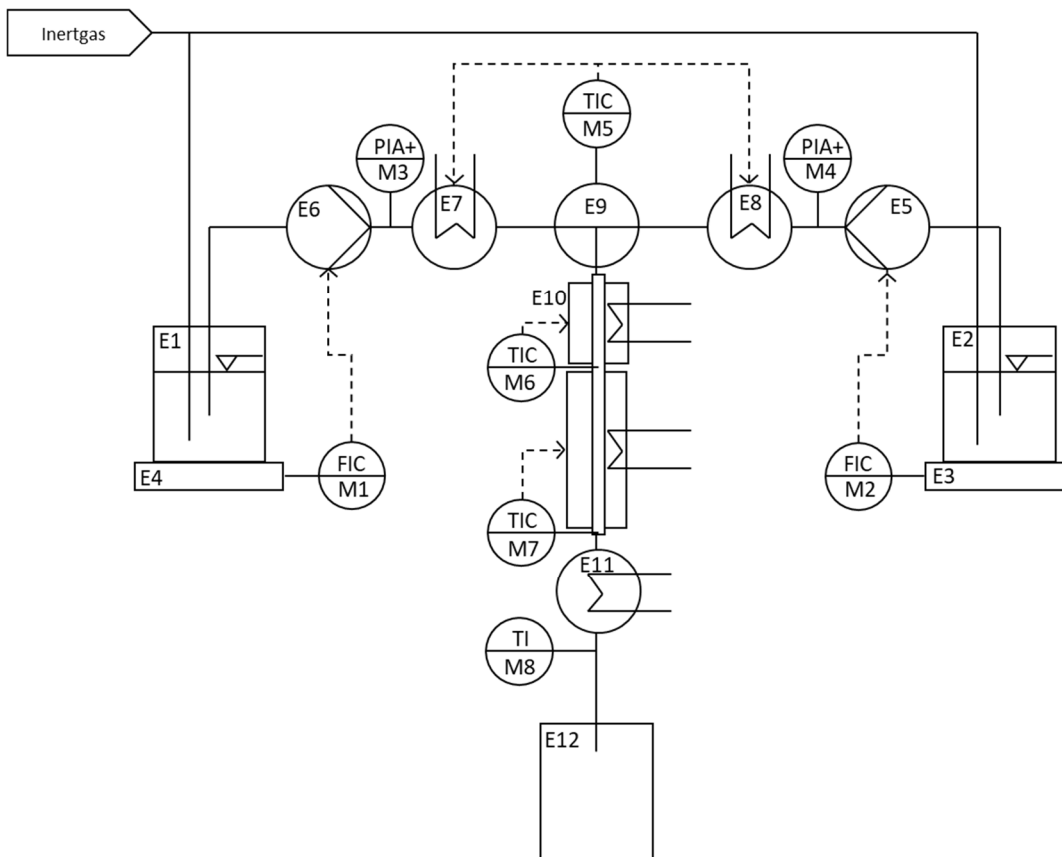 Inertgas
TIC
M5
PIA+
M3
PIA+
M4
E6
E7
E9
E8
E5
E10
E1
E2
TIC
M6
FIC
M1
FIC
M2
E4
E3
TIC
M7
E11
TI
M8
E12